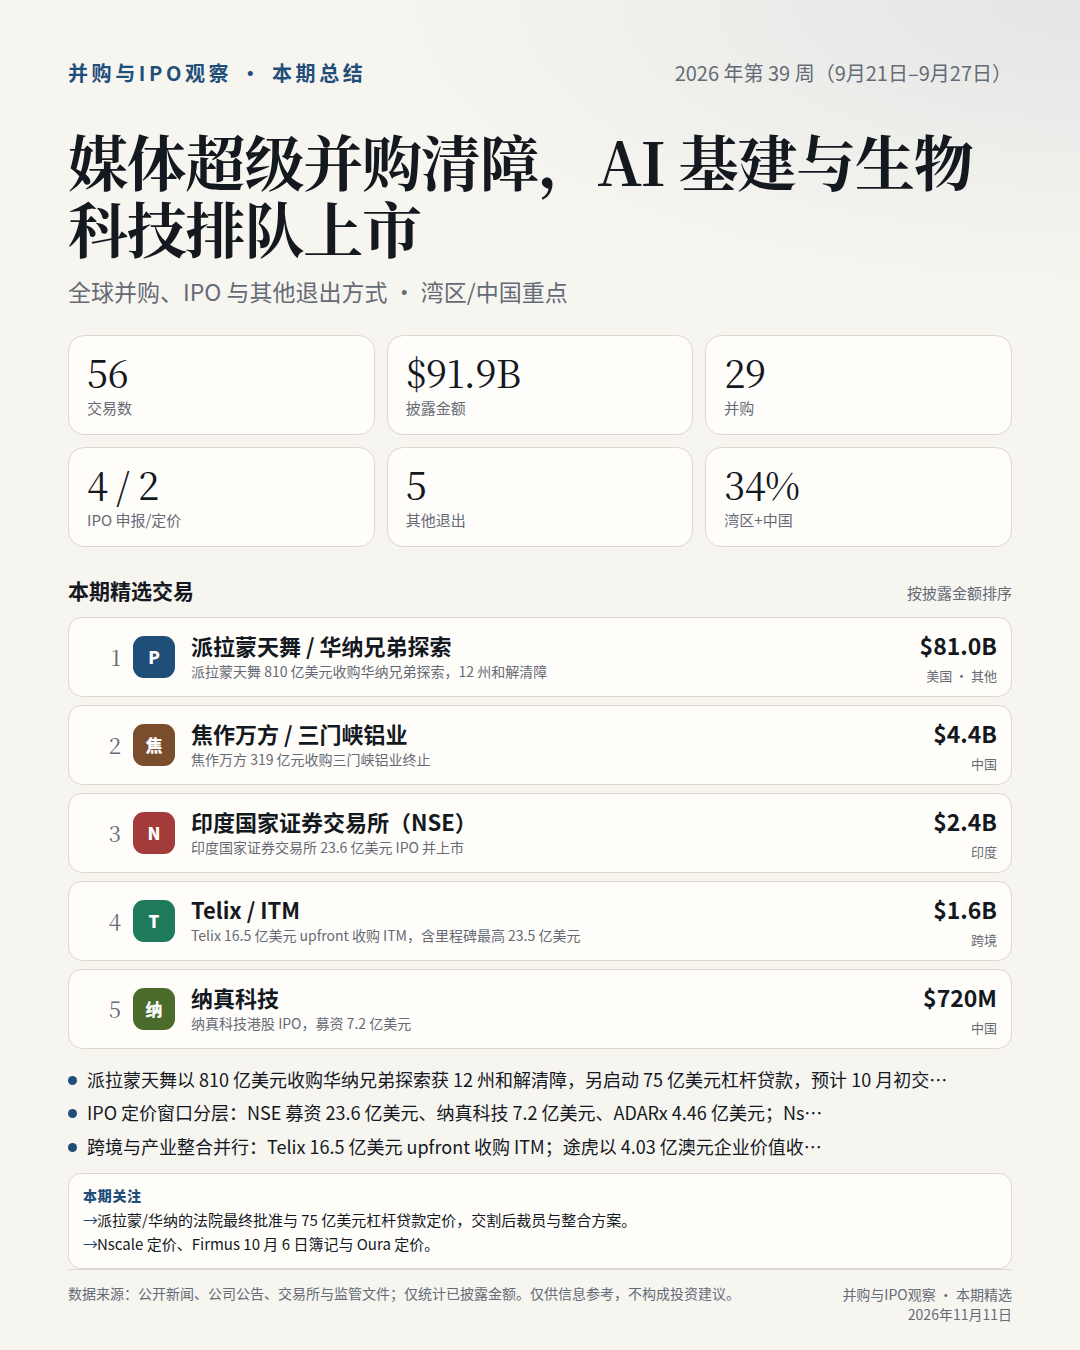 并购与IPO观察 · 本期总结
2026 年第 39 周（9月21日–9月27日）
媒体超级并购清障，AI 基建与生物
科技排队上市
全球并购、IPO 与其他退出方式 · 湾区/中国重点
56
交易数
$91.9B
披露金额
29
并购
4 / 2
IPO 申报/定价
5
其他退出
34%
湾区+中国
本期精选交易
按披露金额排序
1
P
派拉蒙天舞 / 华纳兄弟探索
派拉蒙天舞 810 亿美元收购华纳兄弟探索，12 州和解清障
$81.0B
美国 · 其他
2
焦
焦作万方 / 三门峡铝业
焦作万方 319 亿元收购三门峡铝业终止
$4.4B
中国
3
N
印度国家证券交易所（NSE）
印度国家证券交易所 23.6 亿美元 IPO 并上市
$2.4B
印度
4
T
Telix / ITM
Telix 16.5 亿美元 upfront 收购 ITM，含里程碑最高 23.5 亿美元
$1.6B
跨境
5
纳
纳真科技
纳真科技港股 IPO，募资 7.2 亿美元
$720M
中国
派拉蒙天舞以 810 亿美元收购华纳兄弟探索获 12 州和解清障，另启动 75 亿美元杠杆贷款，预计 10 月初交…
IPO 定价窗口分层：NSE 募资 23.6 亿美元、纳真科技 7.2 亿美元、ADARx 4.46 亿美元；Ns…
跨境与产业整合并行：Telix 16.5 亿美元 upfront 收购 ITM；途虎以 4.03 亿澳元企业价值收…
本期关注
→派拉蒙/华纳的法院最终批准与 75 亿美元杠杆贷款定价，交割后裁员与整合方案。
→Nscale 定价、Firmus 10 月 6 日簿记与 Oura 定价。
数据来源：公开新闻、公司公告、交易所与监管文件；仅统计已披露金额。仅供信息参考，不构成投资建议。
并购与IPO观察 · 本期精选
2026年11月11日